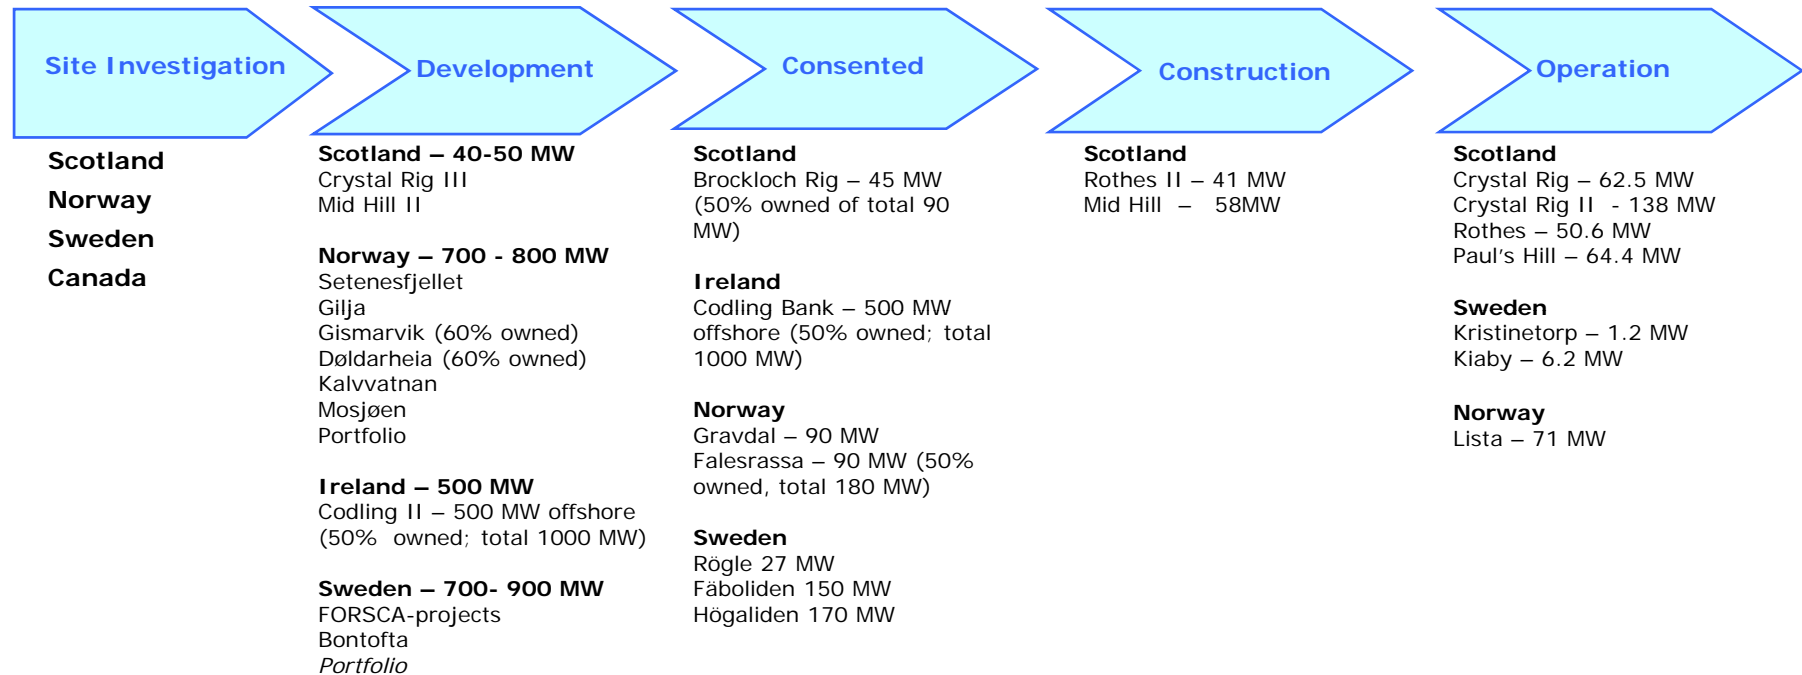 Site Investigation
Development
Consented
Construction
Operation
Scotland
Norway
Sweden
Canada
Scotland – 40-50 MW
Crystal Rig III
Mid Hill II
Norway – 700 - 800 MW
Setenesfjellet
Gilja
Gismarvik (60% owned)
Døldarheia (60% owned)
Kalvvatnan
Mosjøen
Portfolio
Ireland – 500 MW
Codling II – 500 MW offshore
(50%  owned; total 1000 MW)
Sweden – 700- 900 MW
FORSCA-projects
Bontofta
Portfolio
Scotland
Brockloch Rig – 45 MW
(50% owned of total 90
MW)
Ireland
Codling Bank – 500 MW
offshore (50% owned; total
1000 MW)
Norway
Gravdal – 90 MW
Falesrassa – 90 MW (50%
owned, total 180 MW)
Sweden
Rögle 27 MW
Fäboliden 150 MW
Högaliden 170 MW
Scotland
Rothes II – 41 MW
Mid Hill  –   58MW
Scotland
Crystal Rig – 62.5 MW
Crystal Rig II  - 138 MW
Rothes – 50.6 MW
Paul’s Hill – 64.4 MW
Sweden
Kristinetorp – 1.2 MW
Kiaby – 6.2 MW
Norway
Lista – 71 MW